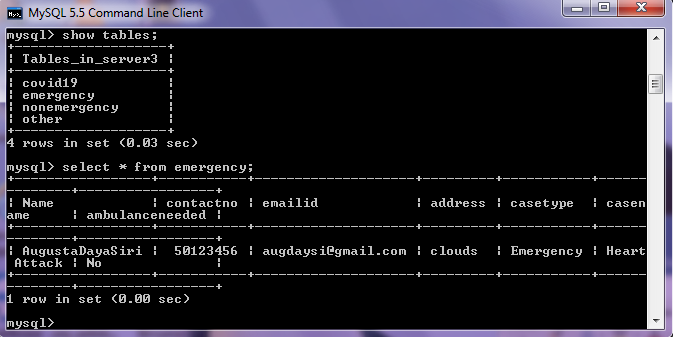 MySQL 5.5 Command Line Client
mysql> show tables;
+-------------------+
| Tables_in_server3 |
+-------------------+
| covid19           |
| emergency         |
| nonemergency      |
| other             |
+-------------------+
4 rows in set (0.03 sec)
mysql> select * from emergency;
+-----------------+-----------+--------------------+---------+-----------+------
--------+-----------------+
| Name            | contactno | emailid            | address | casetype  | casen
ame     | ambulanceneeded |
+-----------------+-----------+--------------------+---------+-----------+------
--------+-----------------+
| AugustaDayaSiri |  50123456 | augdaysi@gmail.com | clouds  | Emergency | Heart
 Attack | No              |
+-----------------+-----------+--------------------+---------+-----------+------
--------+-----------------+
1 row in set (0.00 sec)
mysql>